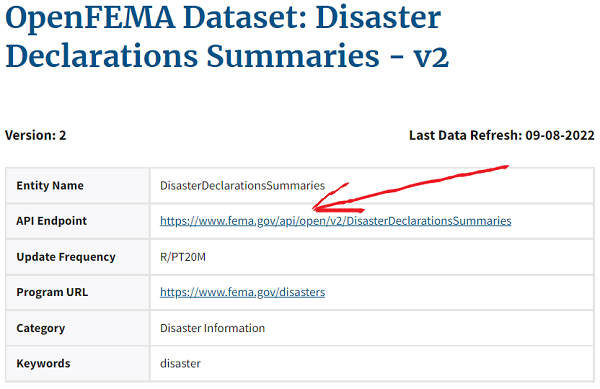 OpenFEMA Dataset: Disaster
Declarations Summaries - v2
Version: 2 Last Data Refresh: 09-08-2022
Entity Name DisasterDeclarationsSummaries
API Endpoint https://www.fema.gov/api/open/v2/DisasterDeclarationsSummaries
Update Frequency R/PT20M
Program URL https://www.fema.gov/disasters
Category Disaster Information
Keywords disaster